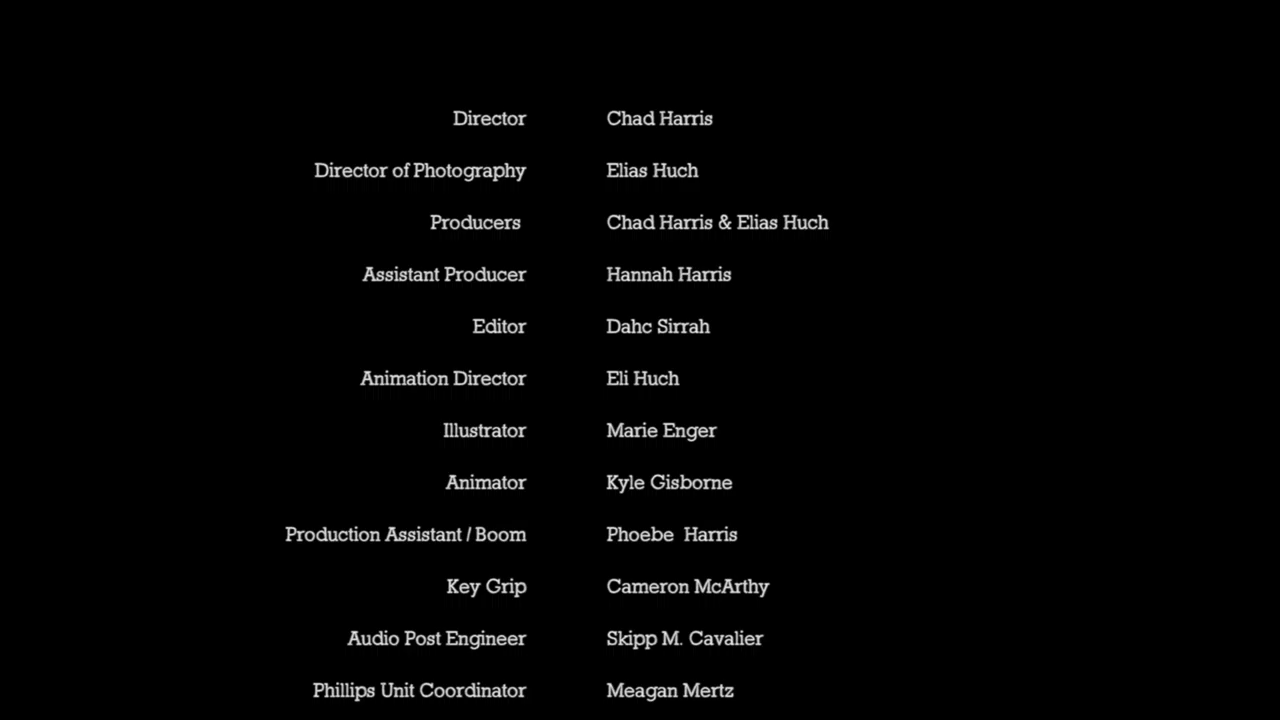 Director Chad Harris
Director of Photography Elias Huch
Producers Chad Harris & Elias Huch
Assistant Producer Hannah Harris
Editor Dahc Sirrah
Animation Director Eli Huch
Illustrator Marie Enger
Animator Kyle Gisborne
Production Assistant / Boom Phoebe Harris
Key Grip Cameron McArthy
Audio Post Engineer Skipp M. Cavalier
Phillips Unit Coordinator Meagan Mertz